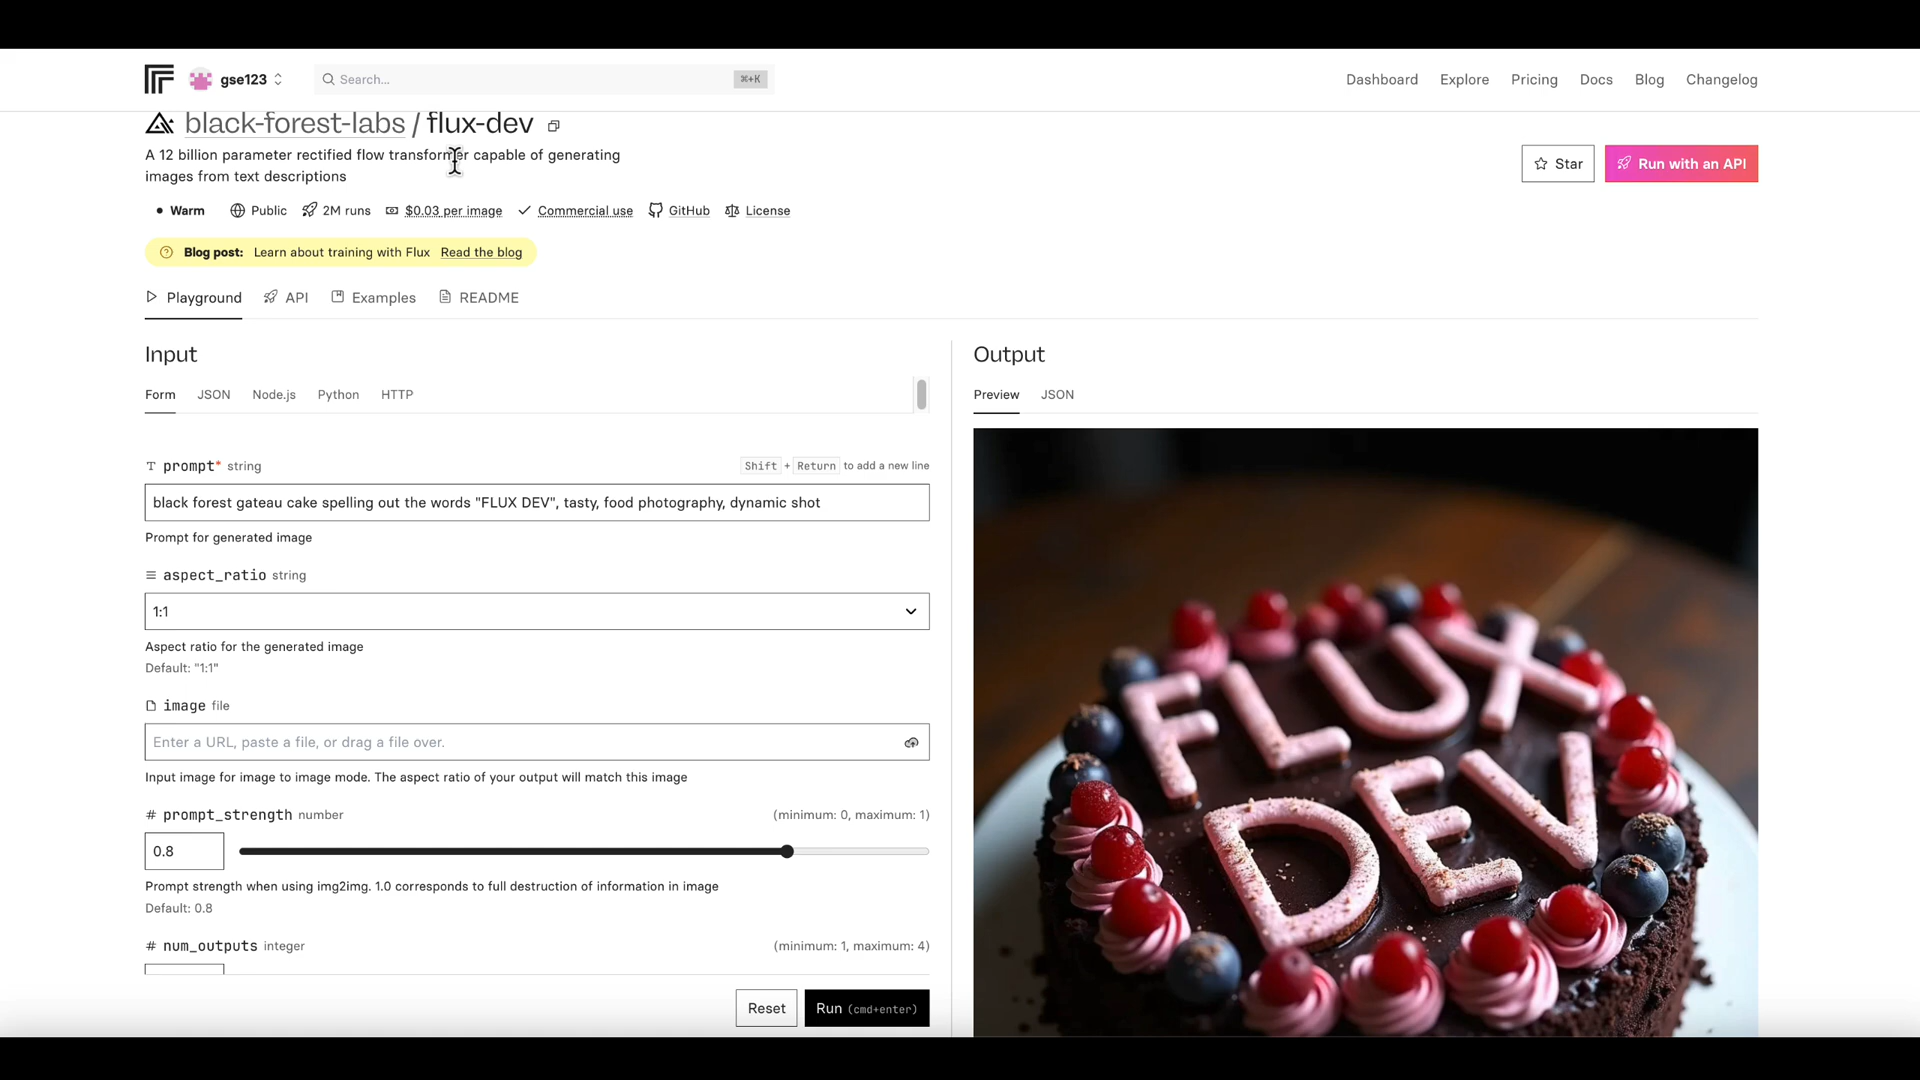 gse123
Search...
⌘+K
Dashboard
Explore
Pricing
Docs
Blog
Changelog
black-forest-labs / flux-dev
A 12 billion parameter rectified flow transformer capable of generating
images from text descriptions
Star
Run with an API
Warm
Public
2M runs
$0.03 per image
Commercial use
GitHub
License
Blog post: Learn about training with Flux Read the blog
Playground
API
Examples
README
Input
Form
JSON
Node.js
Python
HTTP
prompt* string
Shift + Return to add a new line
black forest gateau cake spelling out the words "FLUX DEV", tasty, food photography, dynamic shot
Prompt for generated image
aspect_ratio string
1:1
Aspect ratio for the generated image
Default: "1:1"
image file
Enter a URL, paste a file, or drag a file over.
Input image for image to image mode. The aspect ratio of your output will match this image
# prompt_strength number
(minimum: 0, maximum: 1)
0.8
Prompt strength when using img2img. 1.0 corresponds to full destruction of information in image
Default: 0.8
# num_outputs integer
(minimum: 1, maximum: 4)
Reset
Run (cmd+enter)
Output
Preview
JSON
FLUX
DEV